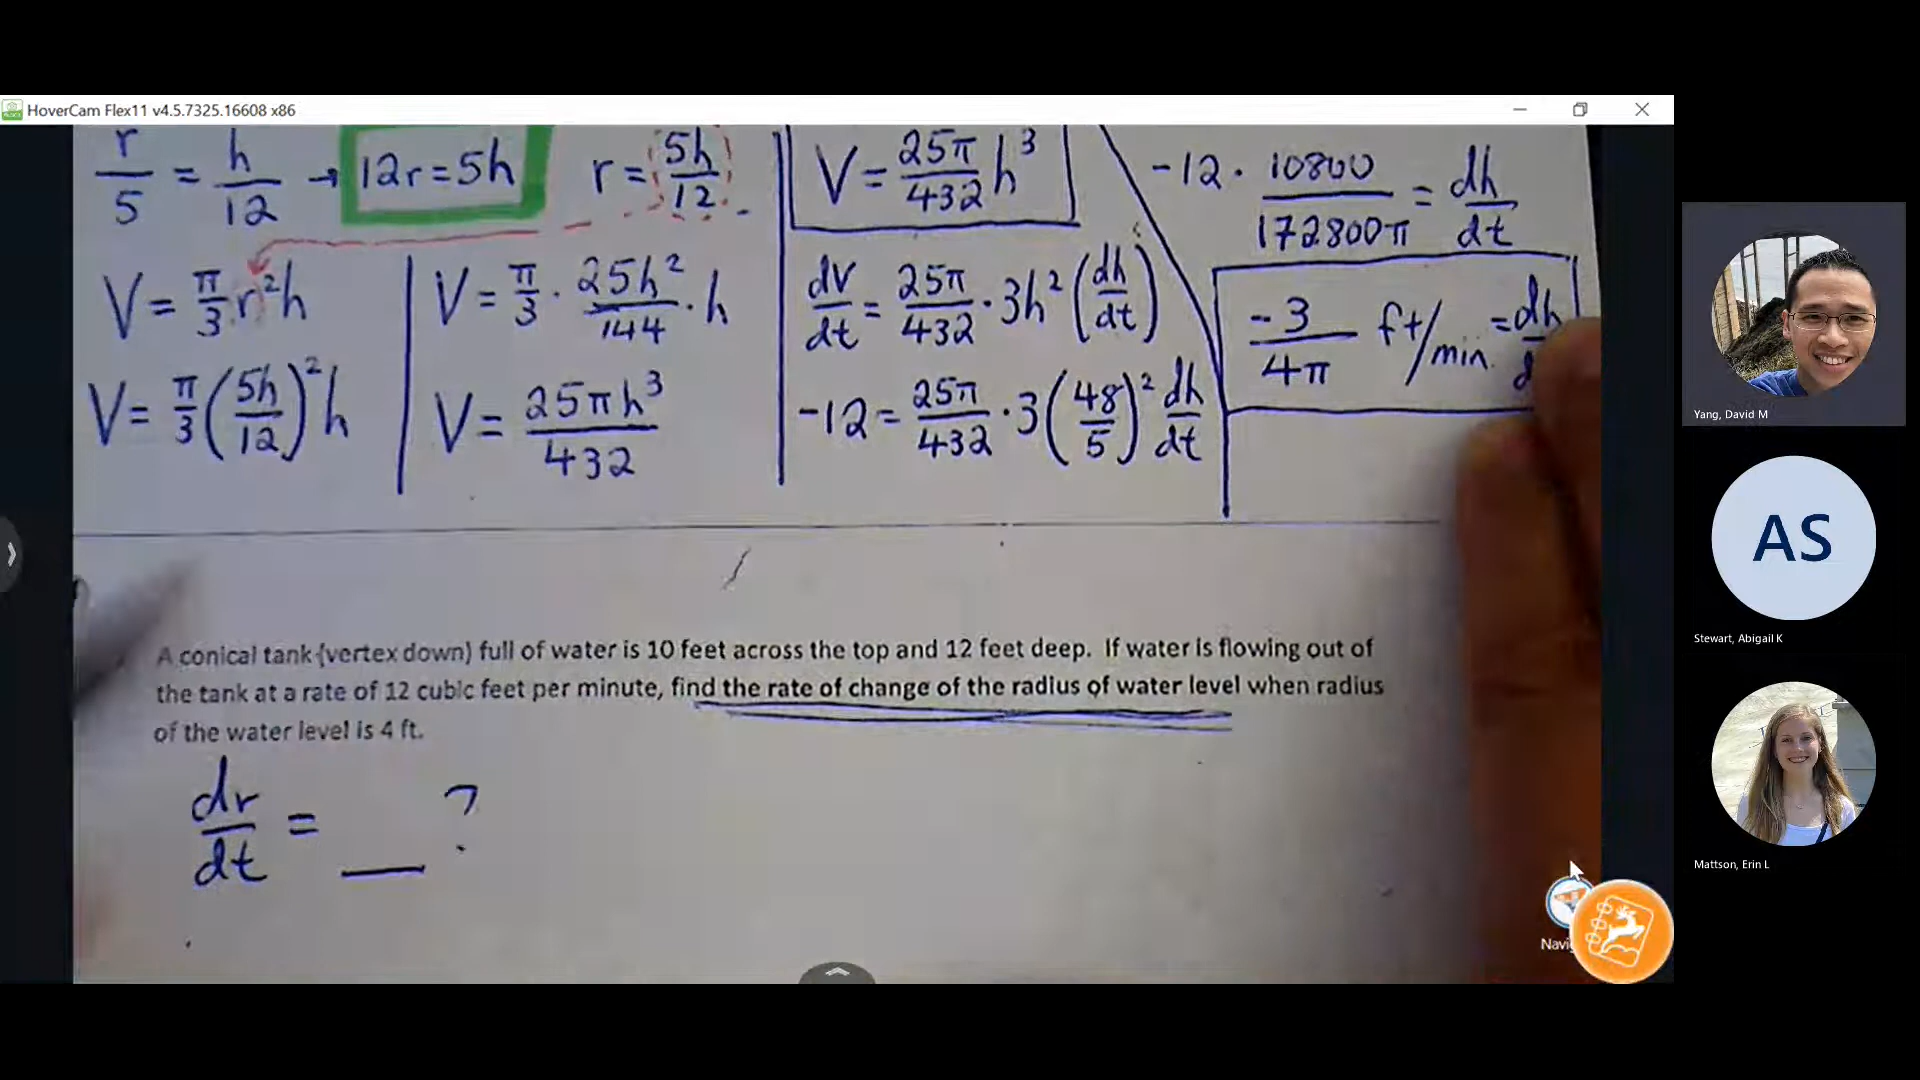 HoverCam Flex11 v4.5.7325.16608 x86
r/5 = h/12 → 12r=5h r = 5h/12
V = 25π/432 h³
-12 · 10800/172800π = dh/dt
V = π/3 r²h
V = π/3 · 25h²/144 · h
dV/dt = 25π/432 · 3h² (dh/dt)
-3/4π ft/min. = dh
V = π/3 (5h/12)² h
V = 25πh³/432
-12 = 25π/432 · 3(48/5)² dh/dt
A conical tank (vertex down) full of water is 10 feet across the top and 12 feet deep. If water is flowing out of
the tank at a rate of 12 cubic feet per minute, find the rate of change of the radius of water level when radius
of the water level is 4 ft.
dr/dt = __ ?
Navi
Yang, David M
AS
Stewart, Abigail K
Mattson, Erin L